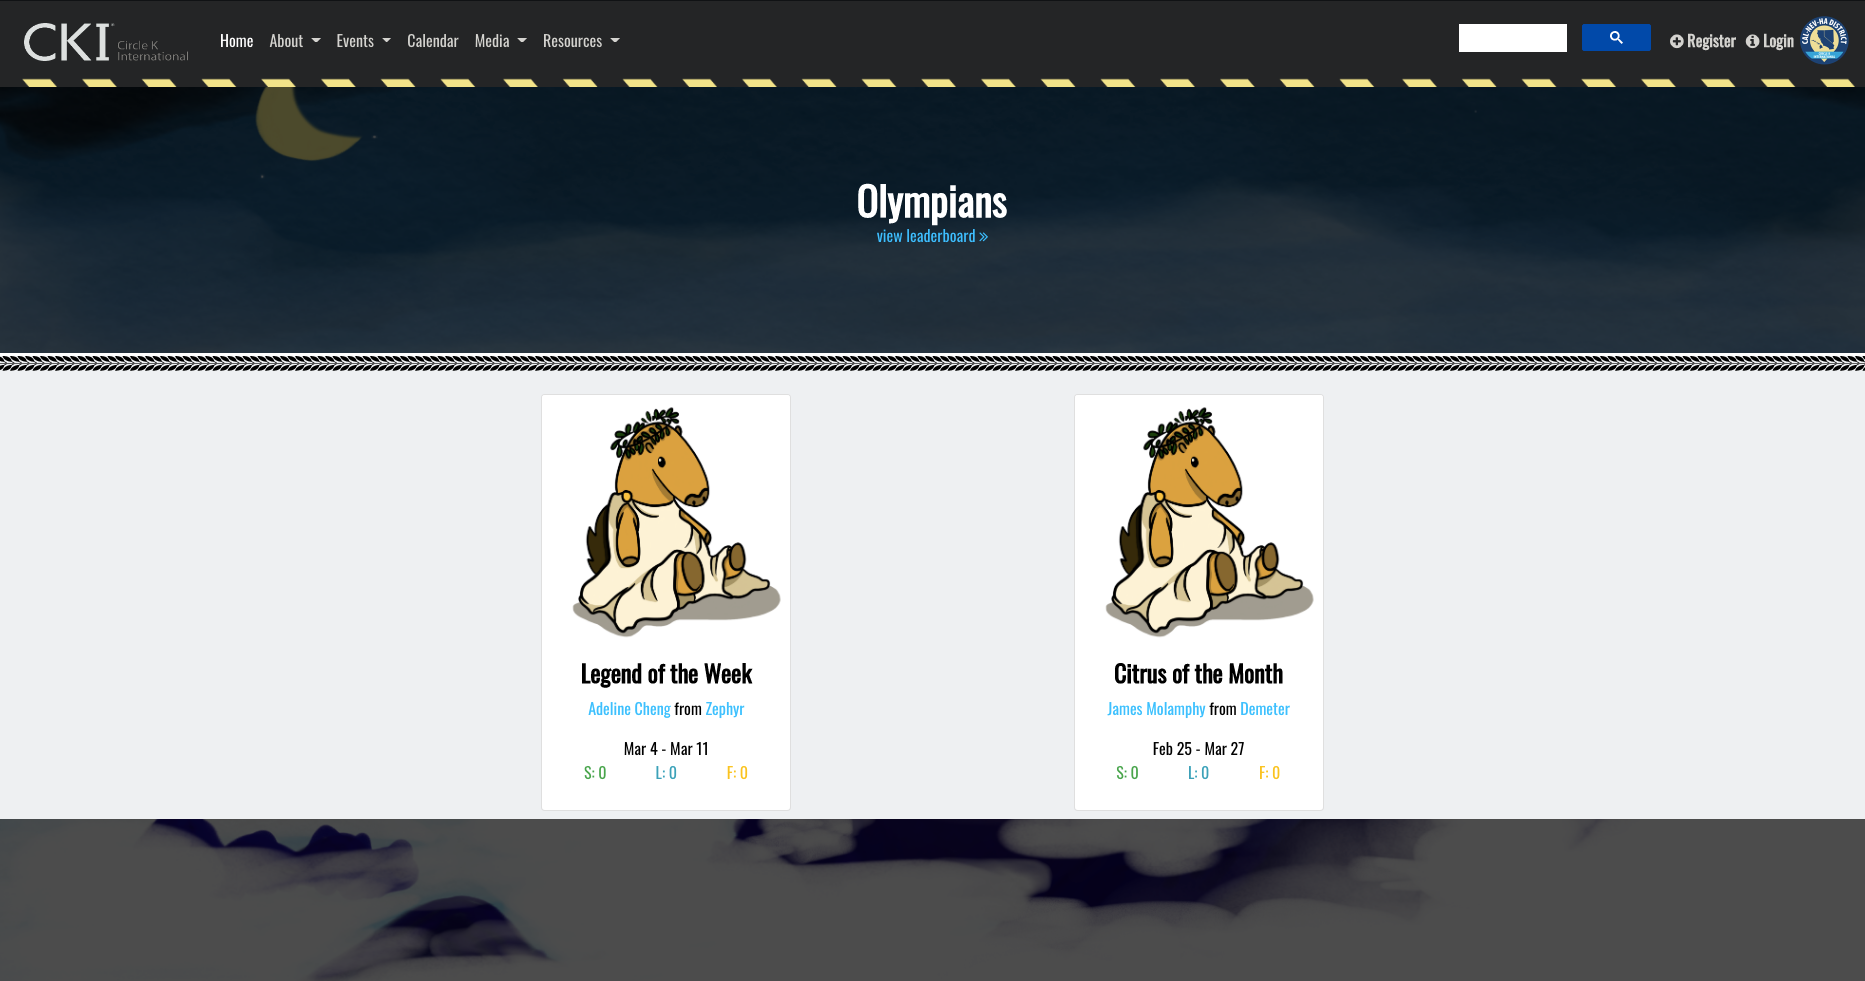 CKI Circle K
International
Home About Events Calendar Media Resources
Register Login
CAL-NEV-HA DISTRICT
Olympians
view leaderboard »
Legend of the Week
Adeline Cheng from Zephyr
Mar 4 - Mar 11
S: 0 L: 0 F: 0
Citrus of the Month
James Molamphy from Demeter
Feb 25 - Mar 27
S: 0 L: 0 F: 0